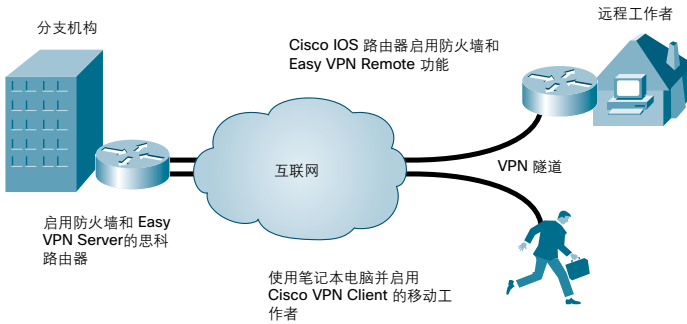 分支机构
远程工作者
Cisco IOS 路由器启用防火墙和
Easy VPN Remote 功能
互联网
VPN 隧道
启用防火墙和 Easy
VPN Server的思科
路由器
使用笔记本电脑并启用
Cisco VPN Client 的移动工
作者